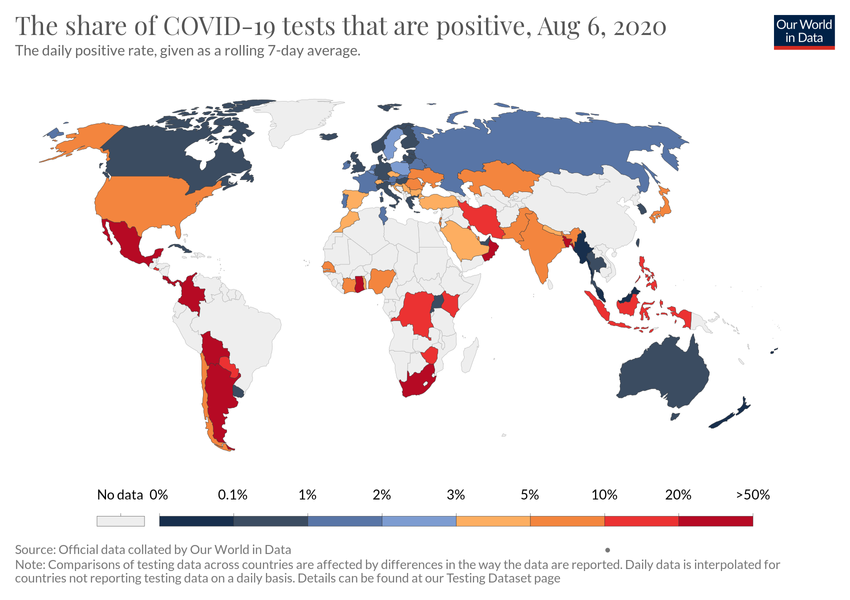 The share of COVID-19 tests that are positive, Aug 6, 2020
The daily positive rate, given as a rolling 7-day average.
Our World
in Data
No data 0% 0.1% 1% 2% 3% 5% 10% 20% >50%
Source: Official data collated by Our World in Data
Note: Comparisons of testing data across countries are affected by differences in the way the data are reported. Daily data is interpolated for
countries not reporting testing data on a daily basis. Details can be found at our Testing Dataset page